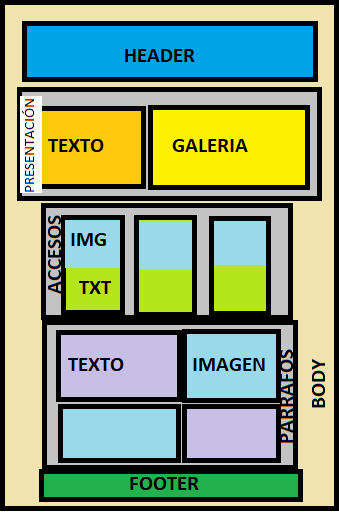 HEADER
PRESENTACIÓN
TEXTO
GALERIA
ACCESOS
IMG
TXT
TEXTO
IMAGEN
PARRAFOS
BODY
FOOTER